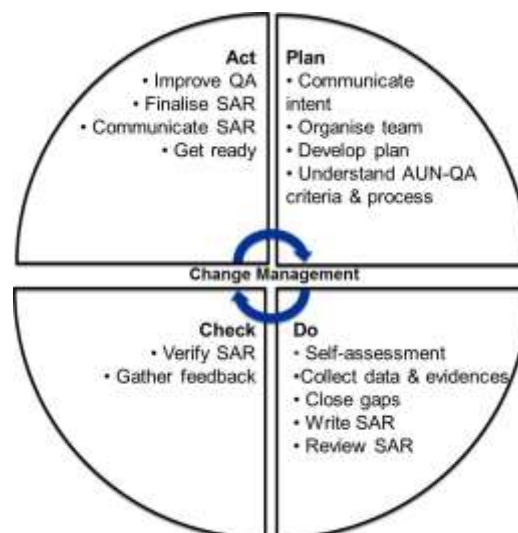 Act
• Improve QA
• Finalise SAR
• Communicate SAR
• Get ready
Plan
• Communicate
intent
• Organise team
• Develop plan
• Understand AUN-QA
criteria & process
Change Management
Check
• Verify SAR
• Gather feedback
Do
• Self-assessment
•Collect data & evidences
• Close gaps
• Write SAR
• Review SAR